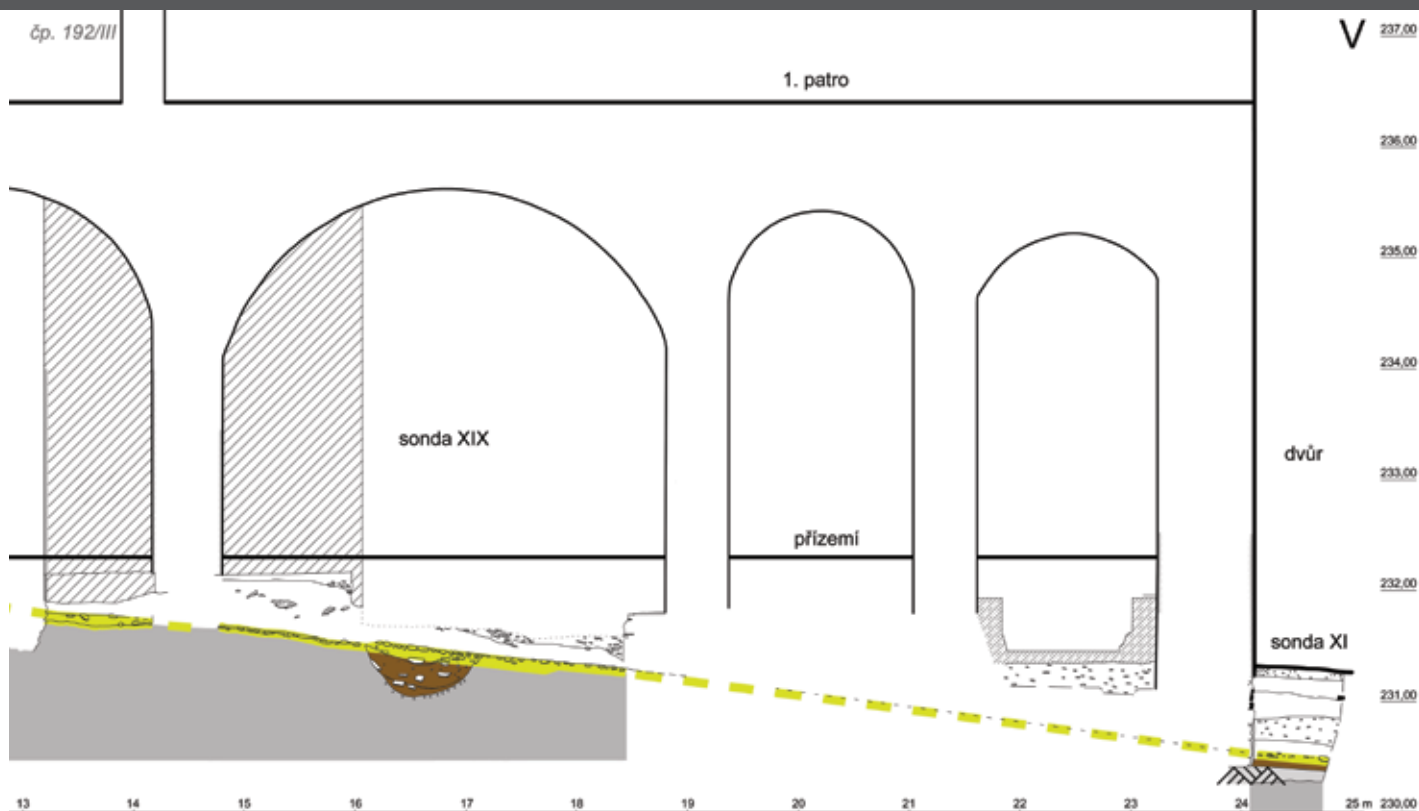 čp. 192/III
V
237,00
1. patro
236,00
235,00
234,00
sonda XIX
dvůr
233,00
přízemí
232,00
sonda XI
231,00
13 14 15 16 17 18 19 20 21 22 23 24 25 m 230,00